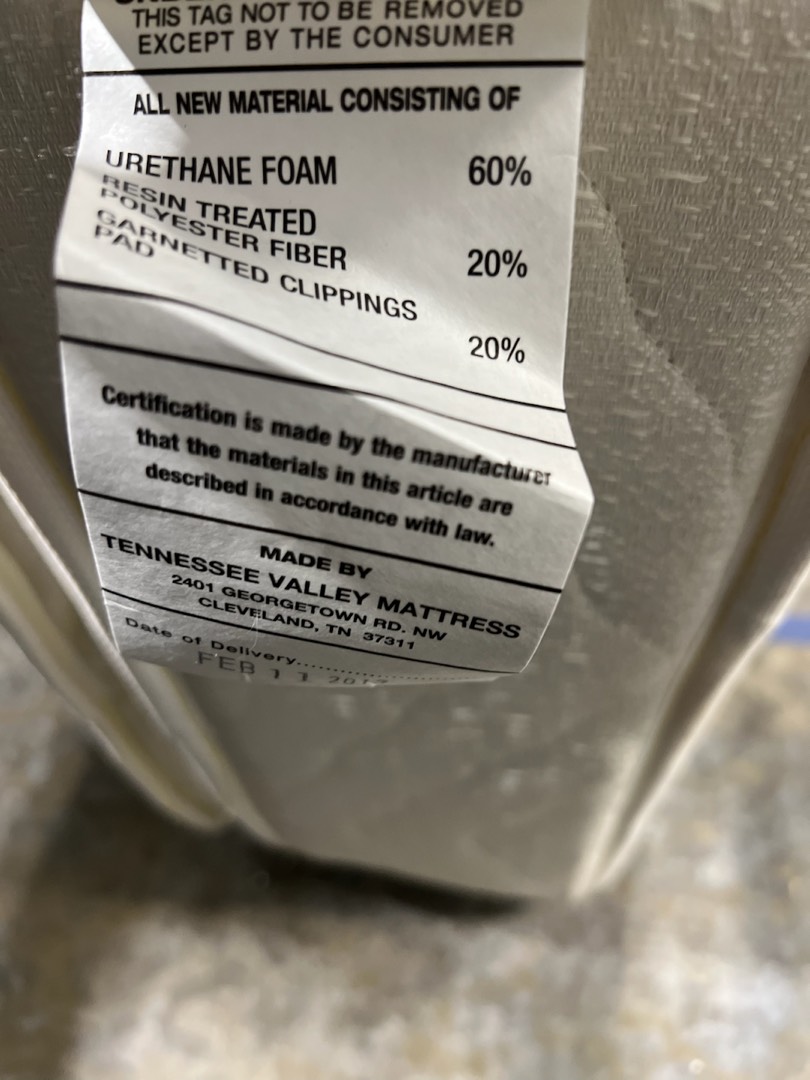 THIS TAG NOT TO BE REMOVED
EXCEPT BY THE CONSUMER
ALL NEW MATERIAL CONSISTING OF
URETHANE FOAM 60%
RESIN TREATED
POLYESTER FIBER 20%
GARNETTED CLIPPINGS
PAD 20%
Certification is made by the manufacturer
that the materials in this article are
described in accordance with law.
MADE BY
TENNESSEE VALLEY MATTRESS
2401 GEORGETOWN RD. NW
CLEVELAND, TN 37311
Date of Delivery..................
FEB 11